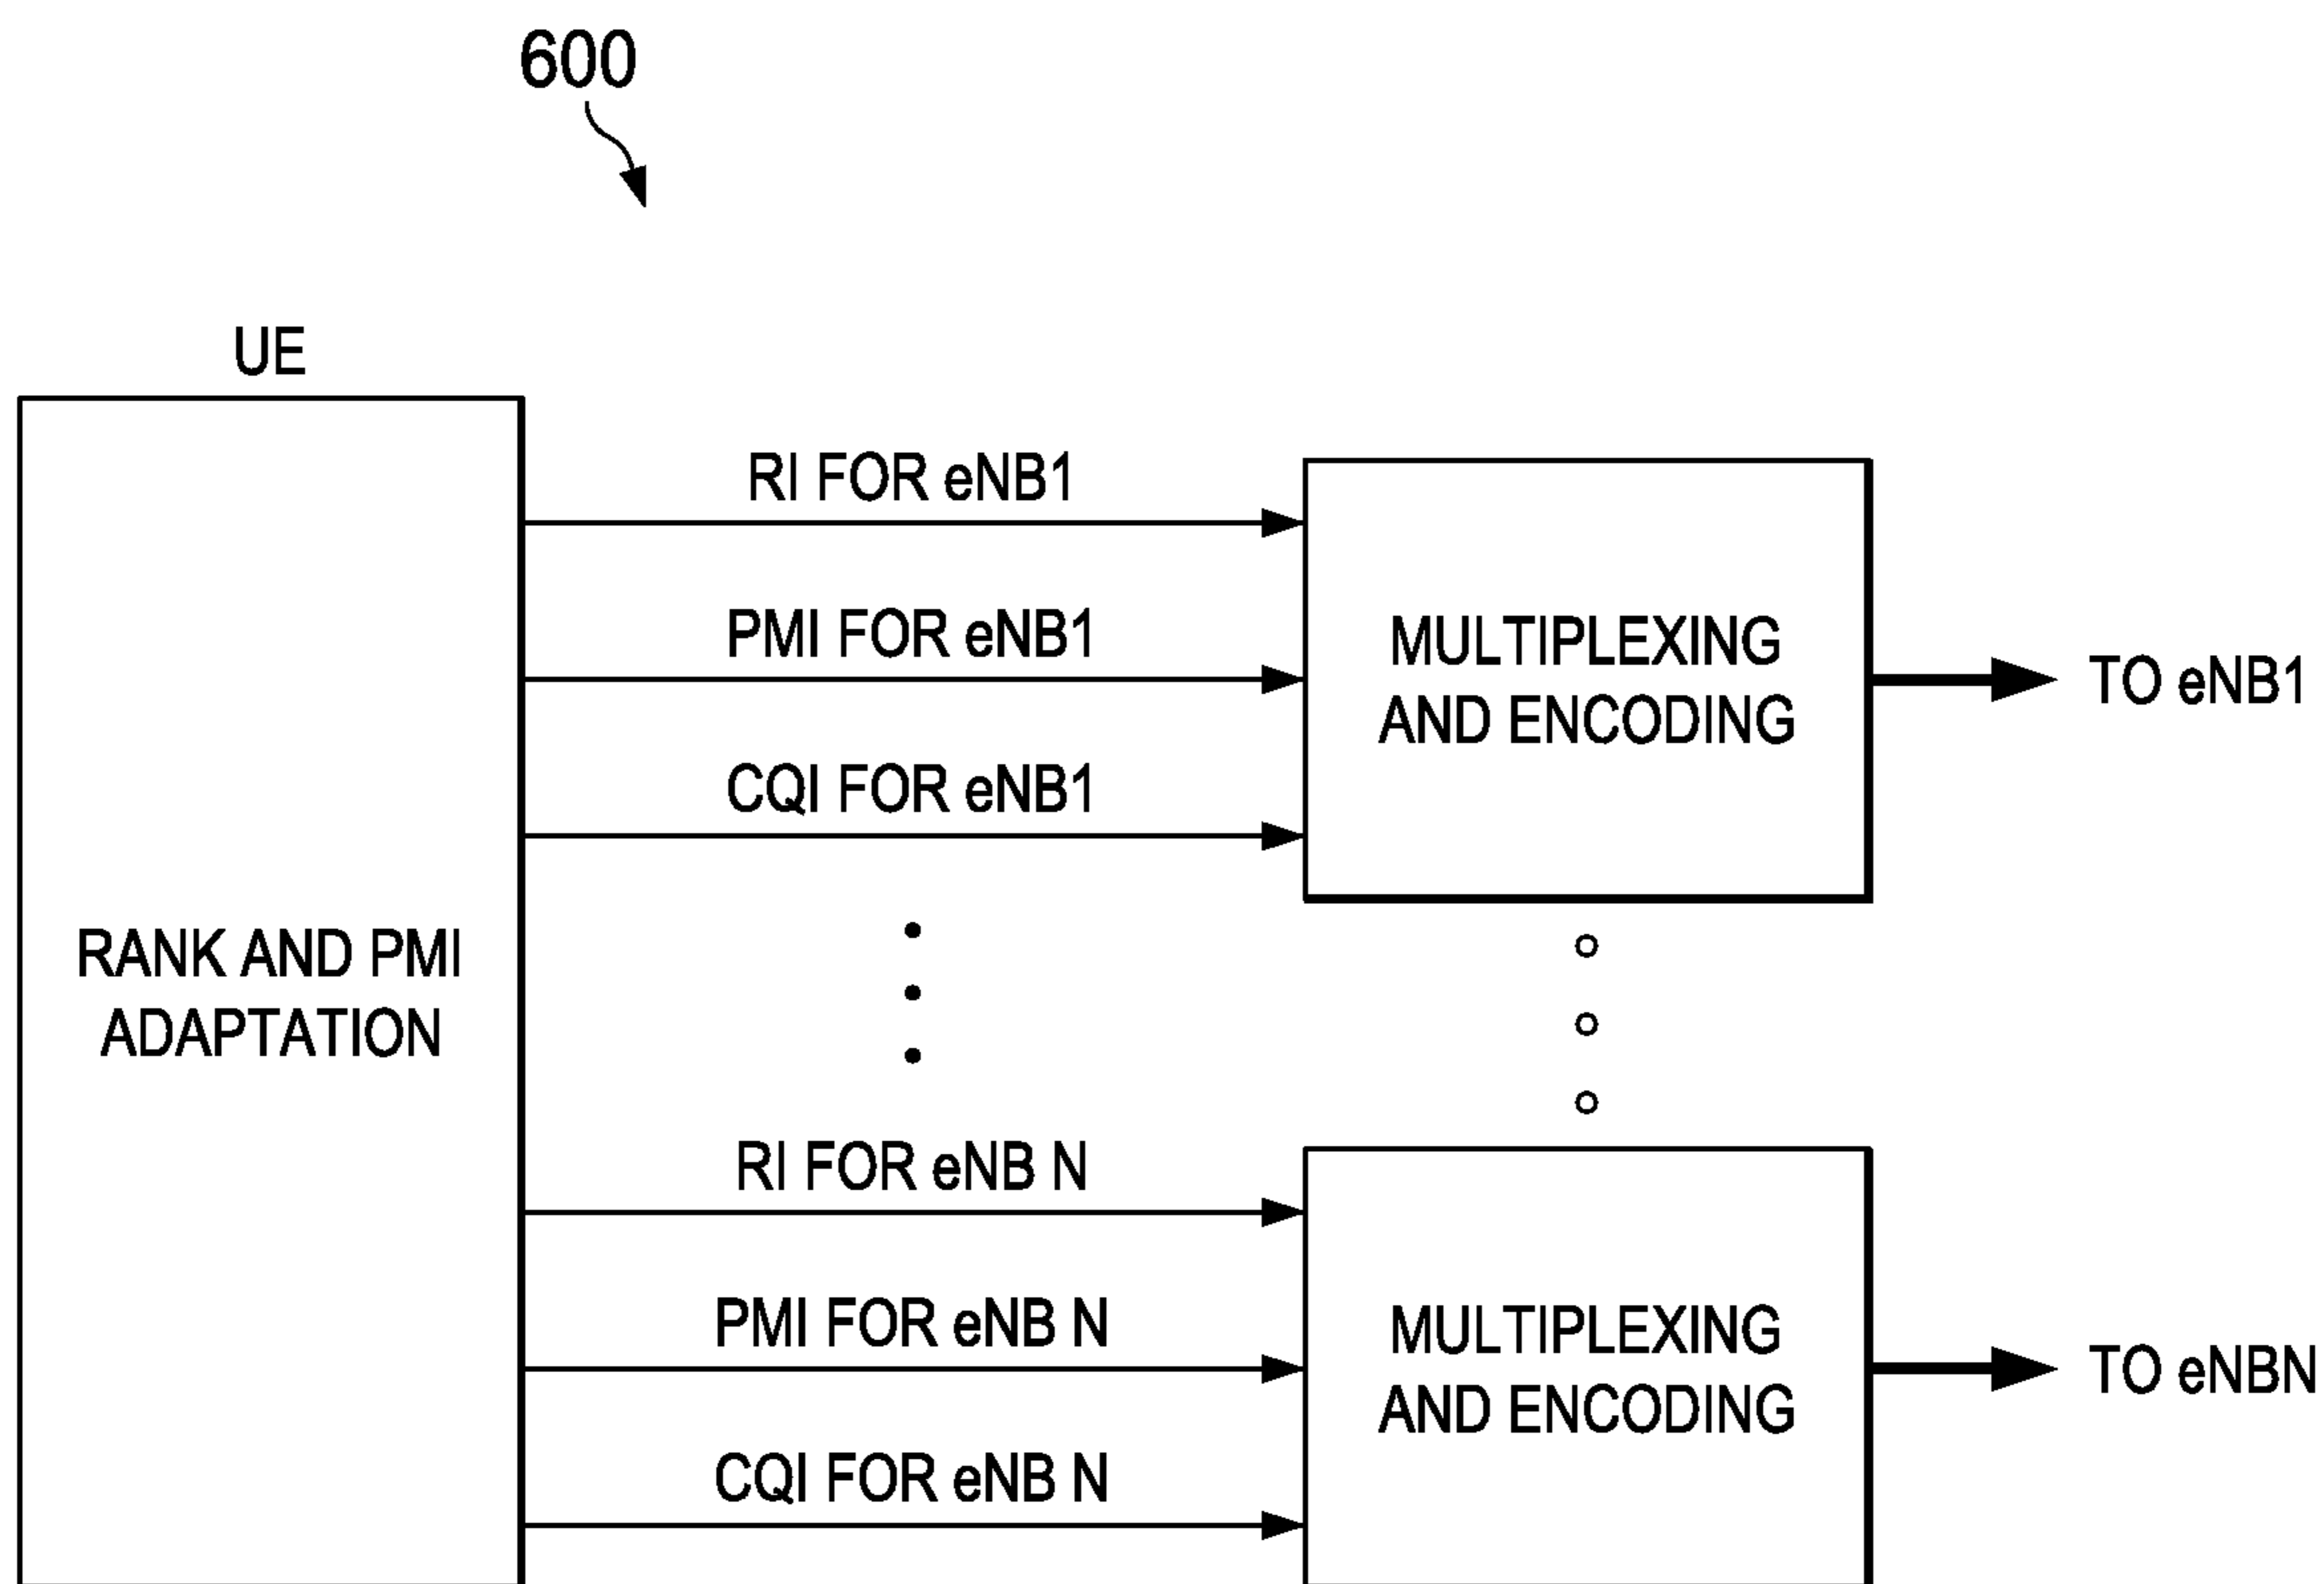 600
UE
RANK AND PMI
ADAPTATION
RI FOR eNB1
PMI FOR eNB1
CQI FOR eNB1
MULTIPLEXING
AND ENCODING
TO eNB1
RI FOR eNB N
PMI FOR eNB N
CQI FOR eNB N
MULTIPLEXING
AND ENCODING
TO eNBN